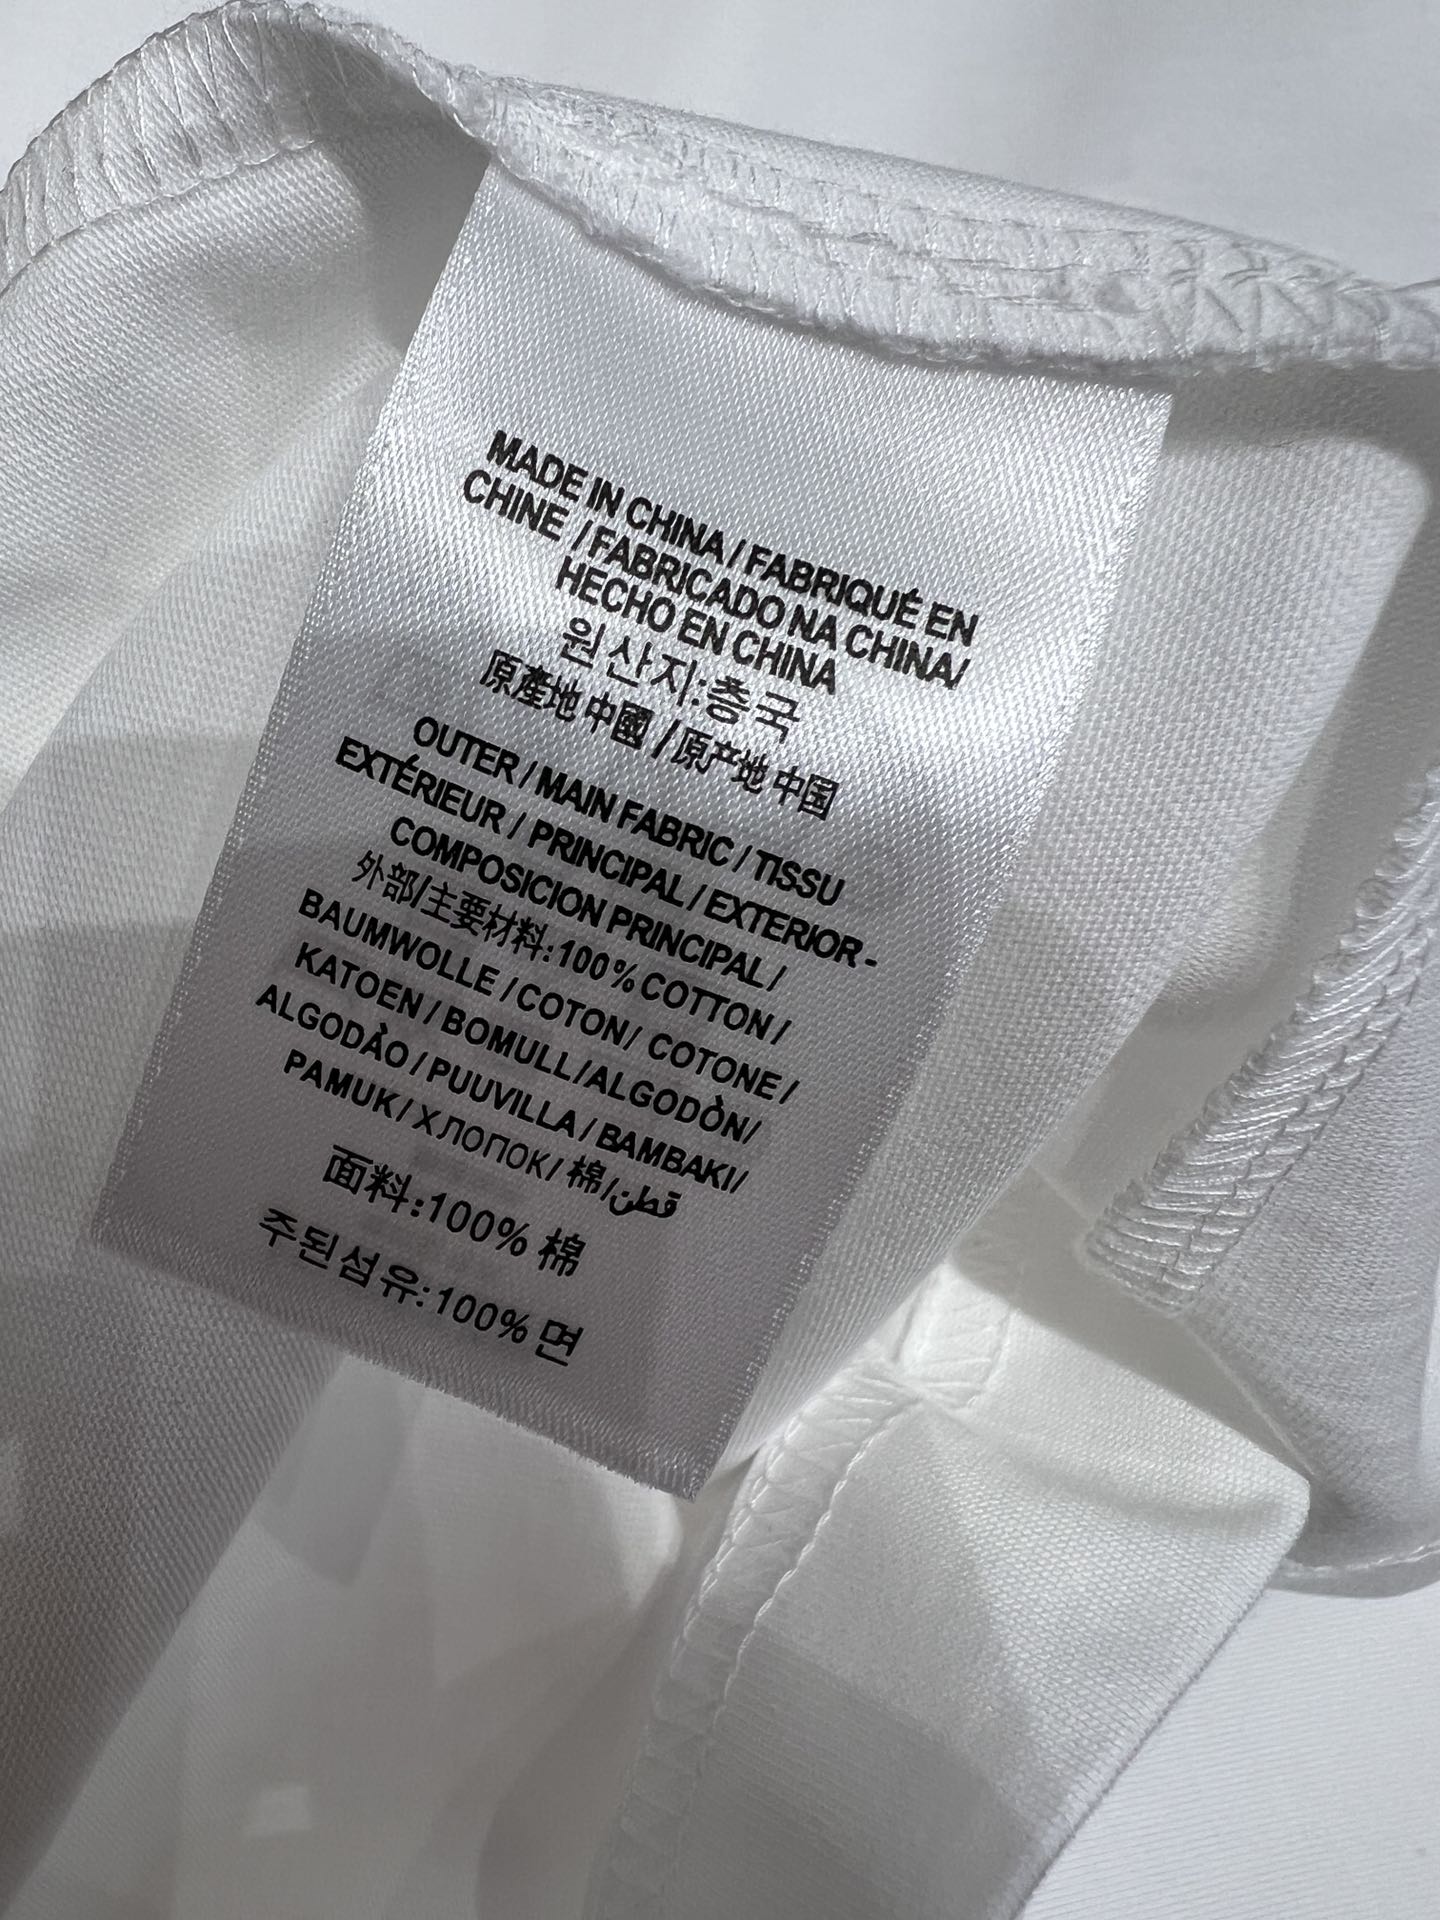 MADE IN CHINA / FABRIQUÉ EN
CHINE / FABRICADO NA CHINA/
HECHO EN CHINA
원산지:중국
原產地 中國 / 原产地 中国
OUTER / MAIN FABRIC / TISSU
EXTÉRIEUR / PRINCIPAL / EXTERIOR -
COMPOSICION PRINCIPAL /
外部/主要材料:100% COTTON /
BAUMWOLLE / COTON/ COTONE /
KATOEN / BOMULL/ALGODÒN/
ALGODÀO / PUUVILLA / BAMBAKI/
PAMUK / ХЛОПОК/ 棉/قطن
面料:100% 棉
주된섬유:100% 면